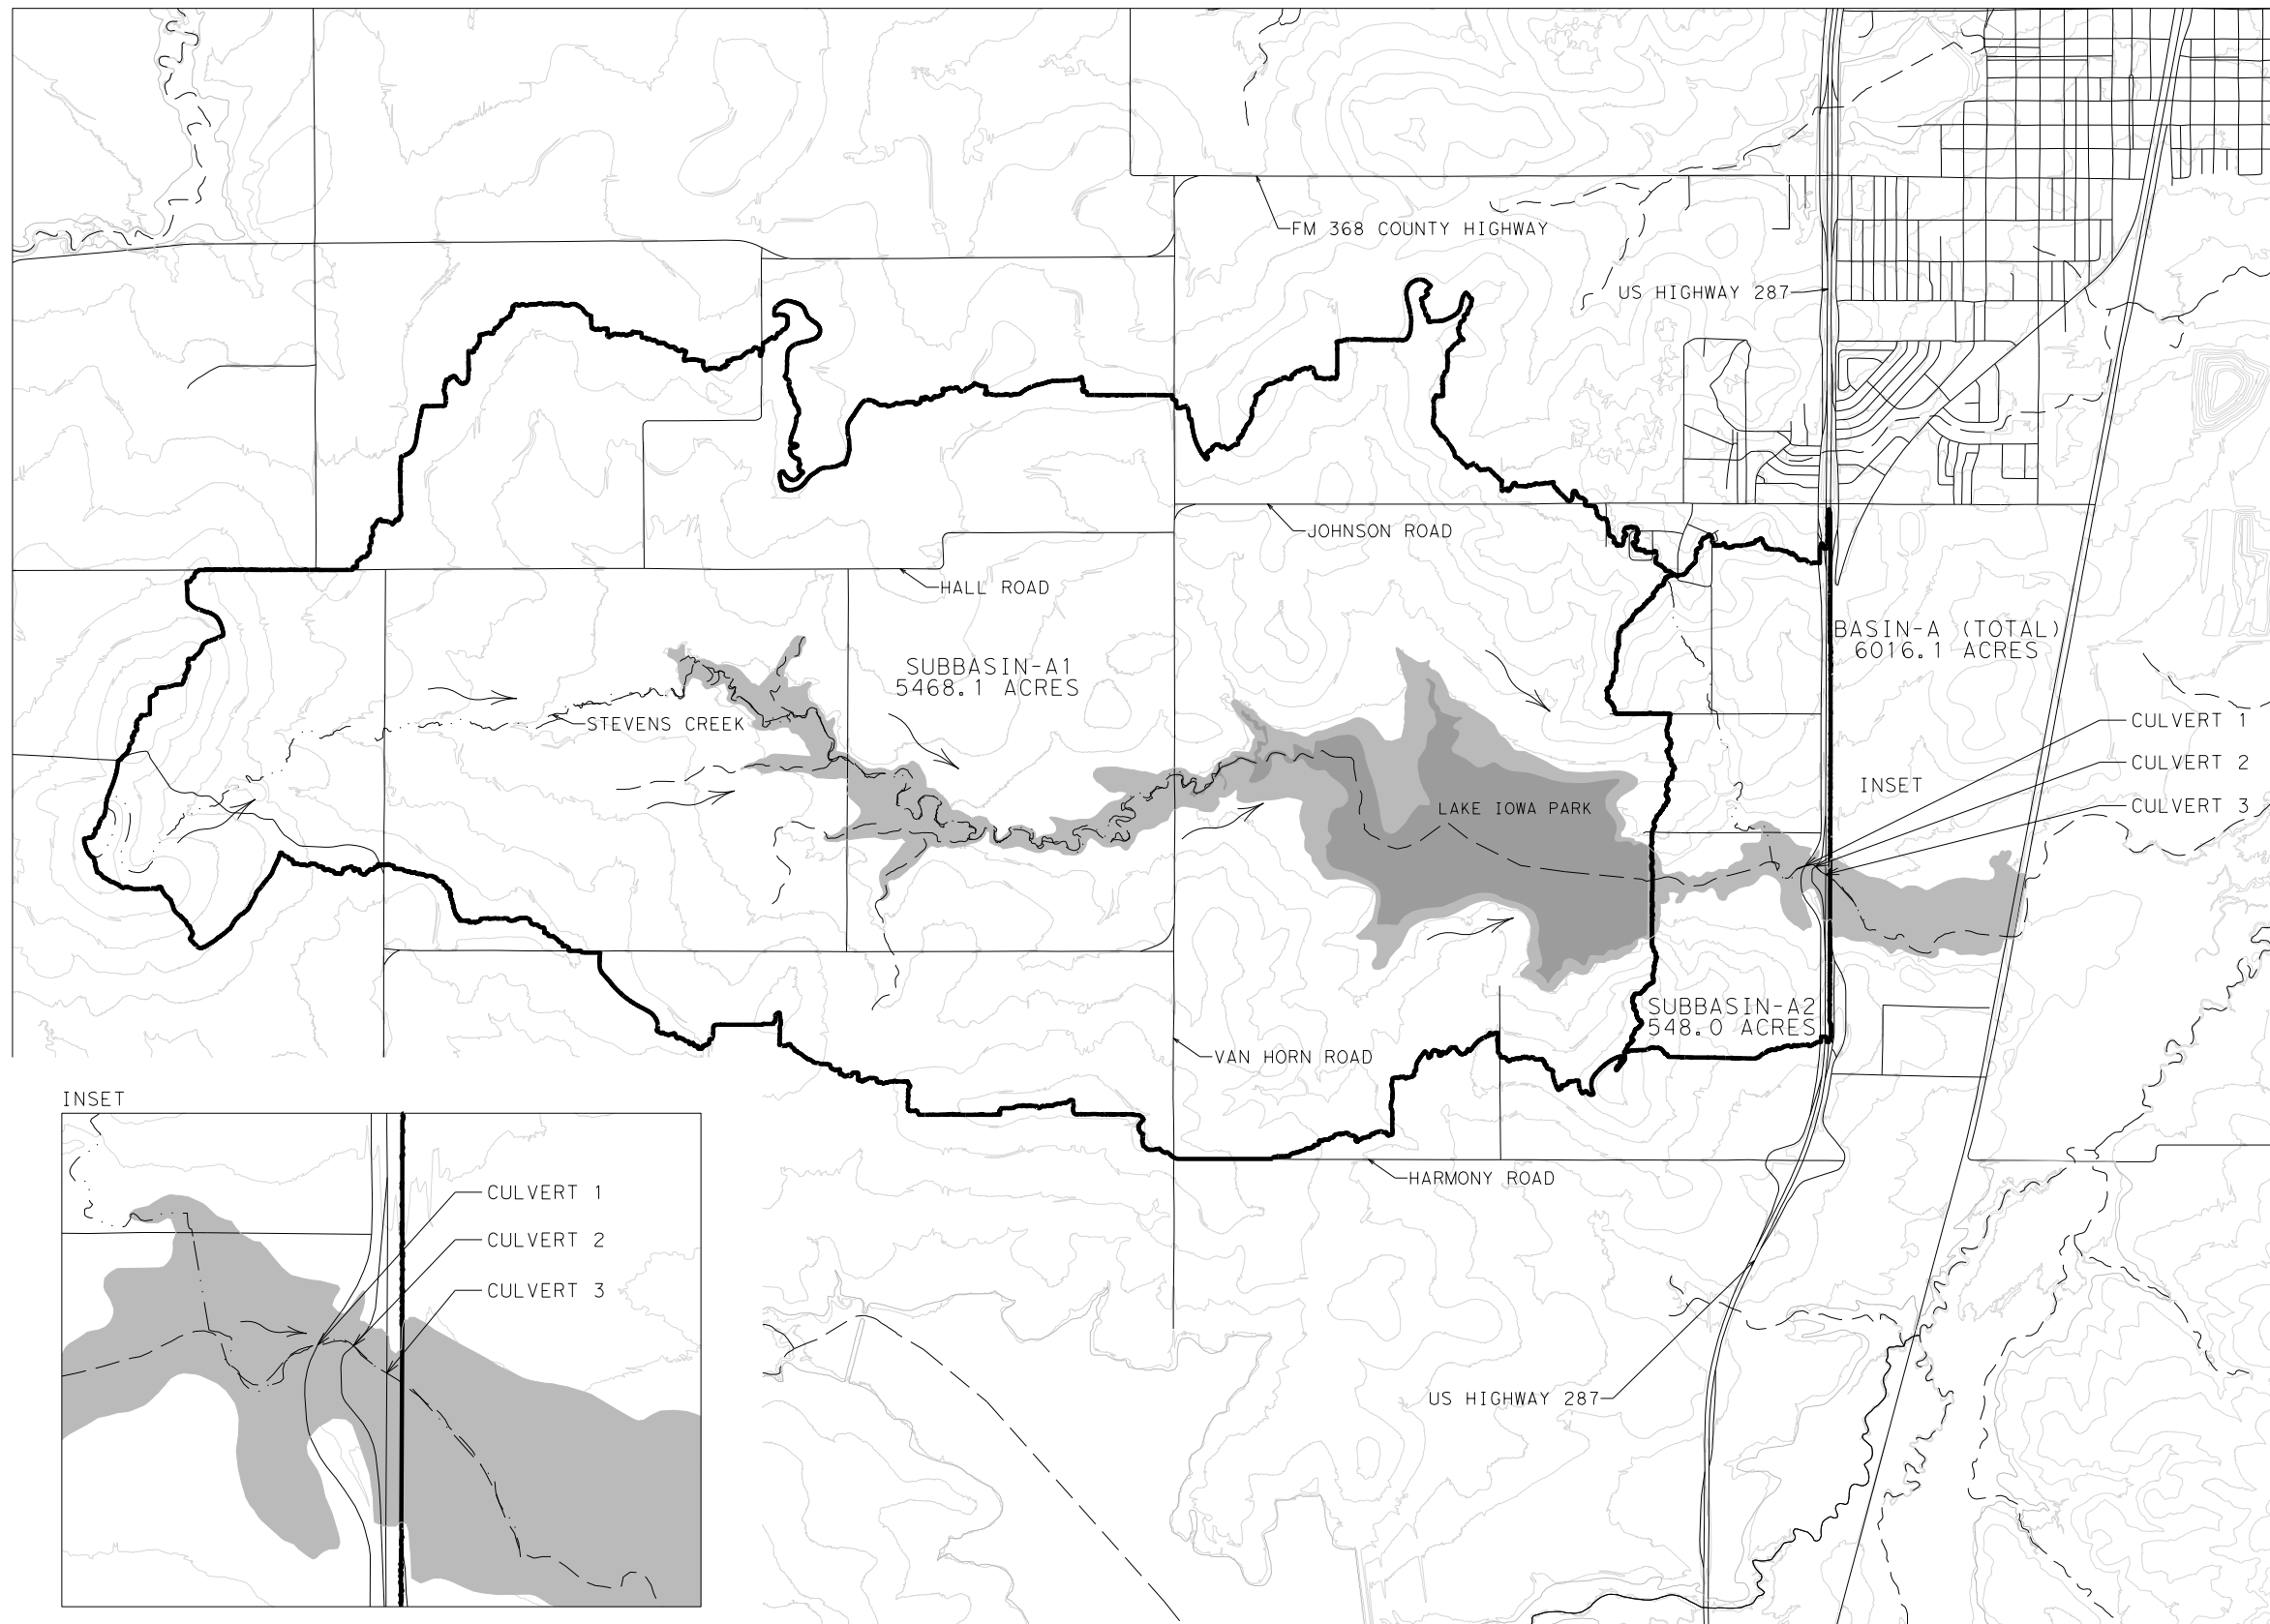 FM 368 COUNTY HIGHWAY
US HIGHWAY 287
JOHNSON ROAD
HALL ROAD
BASIN-A (TOTAL)
6016.1 ACRES
SUBBASIN-A1
5468.1 ACRES
STEVENS CREEK
CULVERT 1
CULVERT 2
INSET
CULVERT 3
LAKE IOWA PARK
SUBBASIN-A2
548.0 ACRES
VAN HORN ROAD
INSET
HARMONY ROAD
CULVERT 1
CULVERT 2
CULVERT 3
US HIGHWAY 287